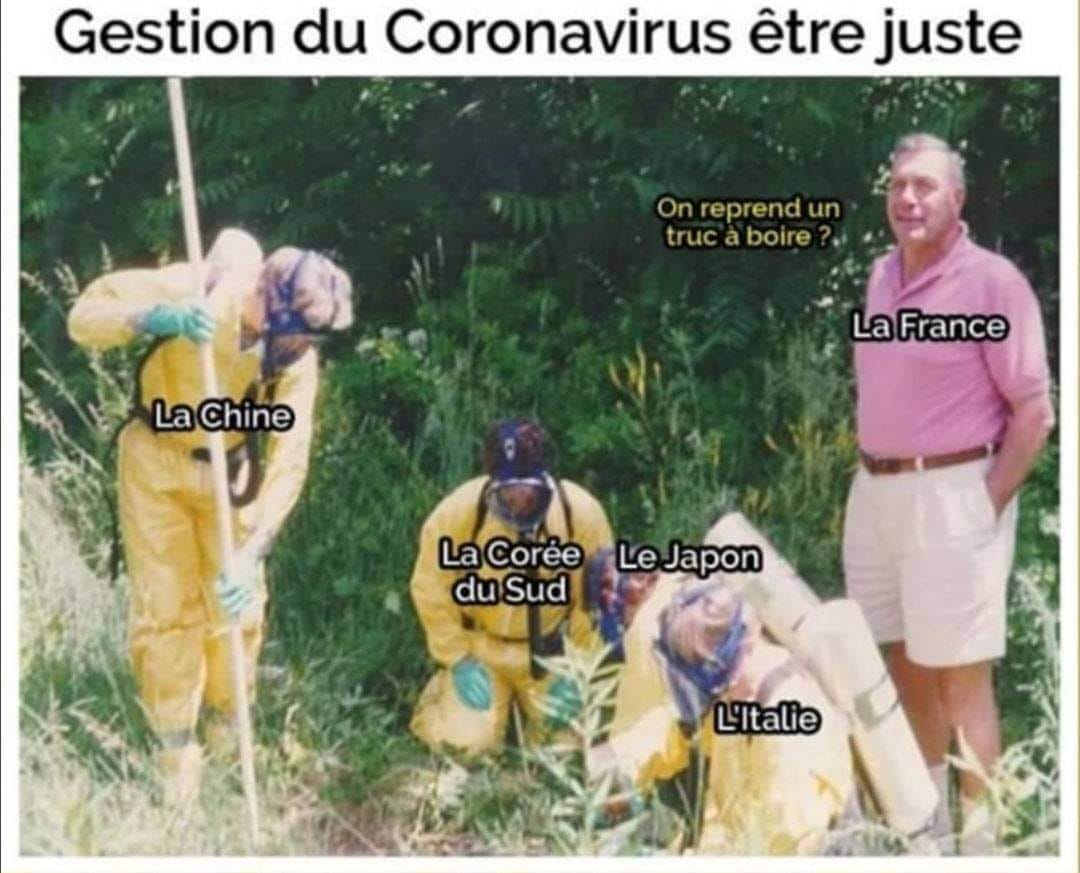 Gestion du Coronavirus être juste
On reprend un
truc à boire ?
La France
La Chine
La Corée
du Sud
Le Japon
L'Italie